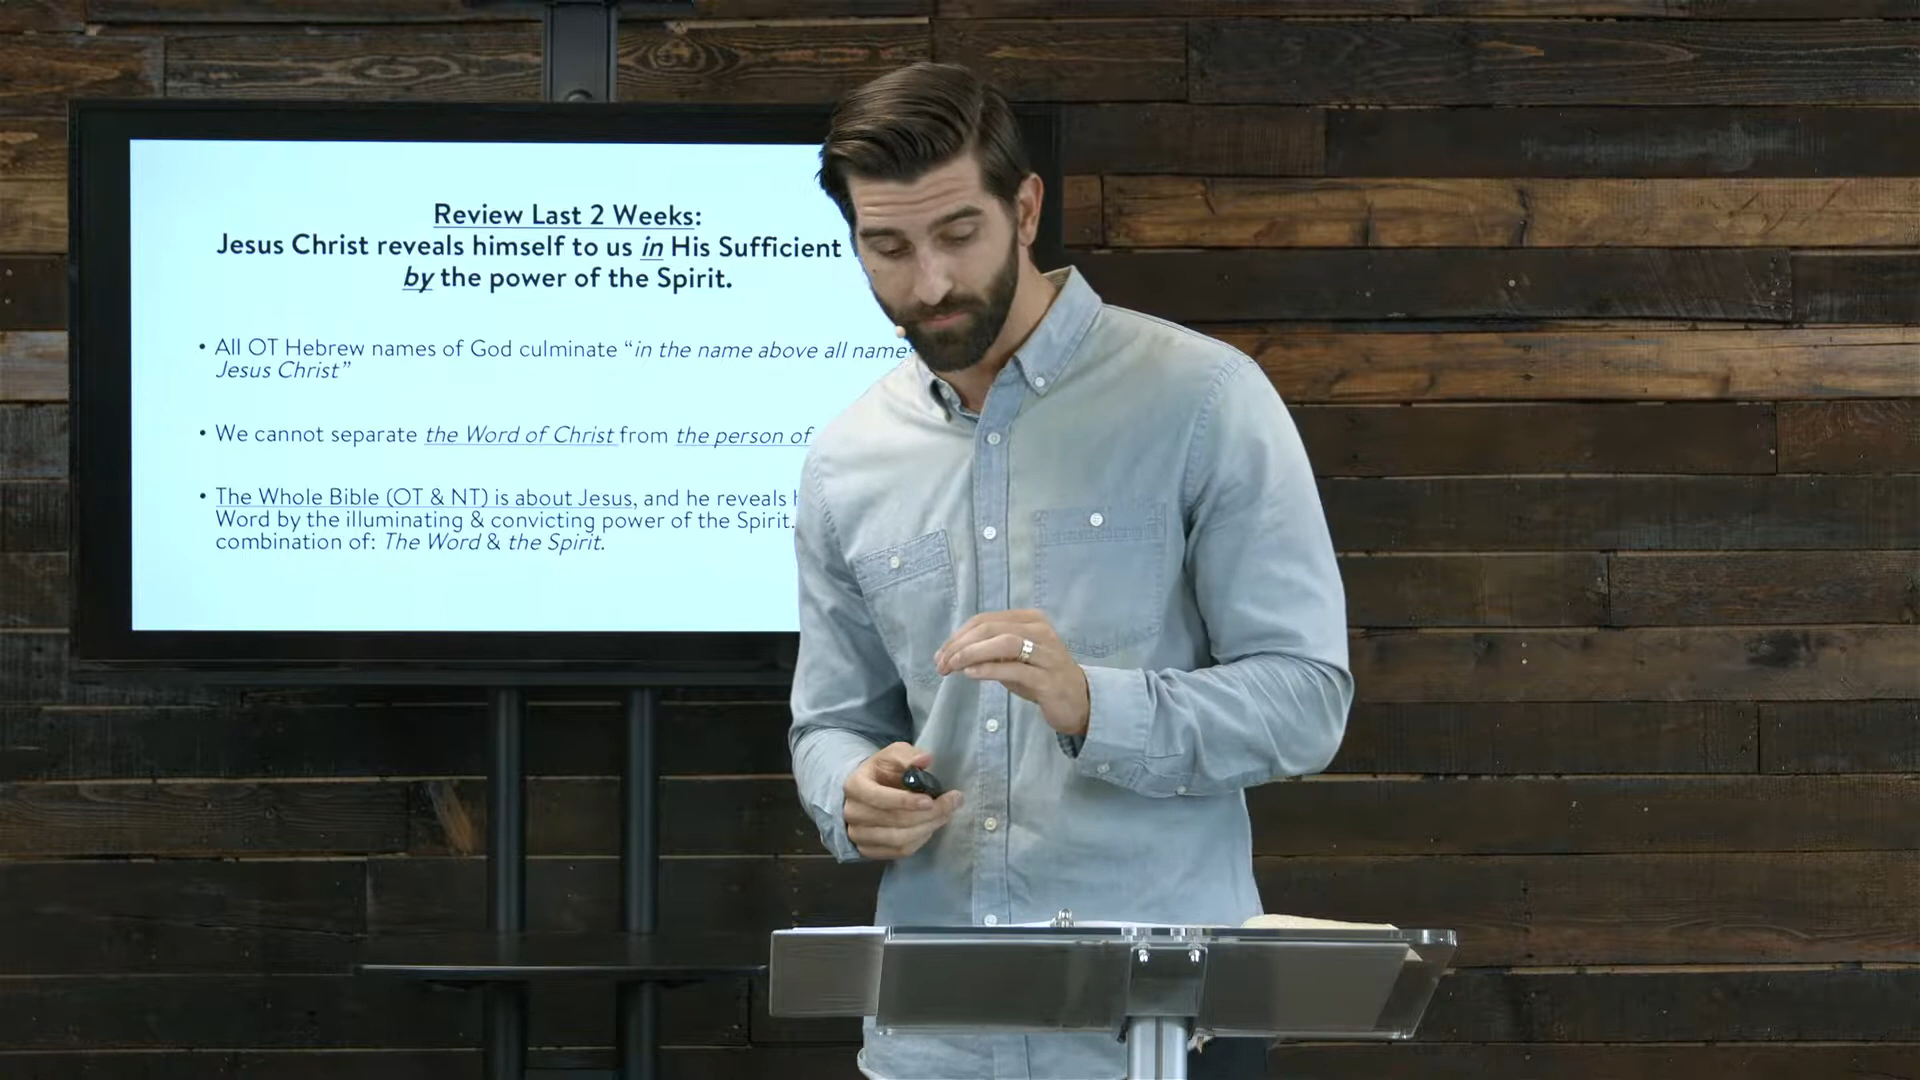 Review Last 2 Weeks:
Jesus Christ reveals himself to us in His Sufficient
by the power of the Spirit.
• All OT Hebrew names of God culminate “in the name above all names
Jesus Christ”
• We cannot separate the Word of Christ from the person of
• The Whole Bible (OT & NT) is about Jesus, and he reveals
Word by the illuminating & convicting power of the Spirit.
combination of: The Word & the Spirit.